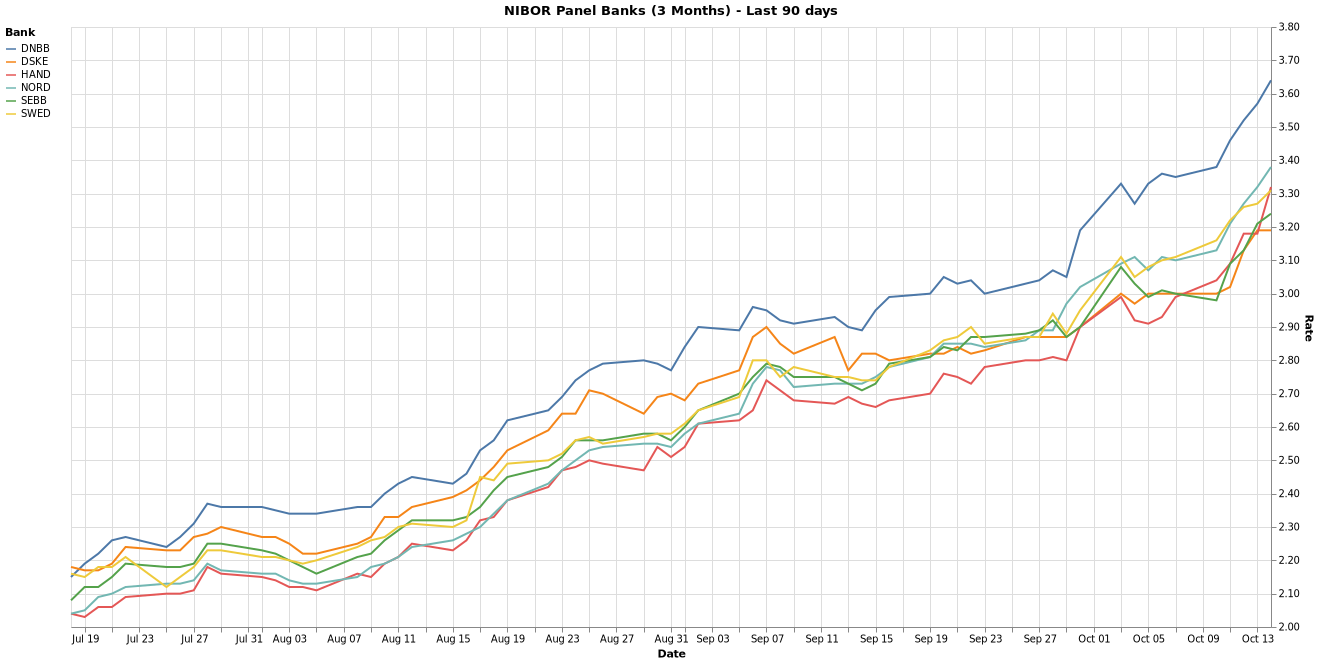 NIBOR Panel Banks (3 Months) - Last 90 days
Bank
DNBB
DSKE
HAND
NORD
SEBB
SWED
3.80
3.70
3.60
3.50
3.40
3.30
3.20
3.10
3.00
2.90
2.80
2.70
2.60
2.50
2.40
2.30
2.20
2.10
2.00
Rate
Jul 19 Jul 23 Jul 27 Jul 31 Aug 03 Aug 07 Aug 11 Aug 15 Aug 19 Aug 23 Aug 27 Aug 31 Sep 03 Sep 07 Sep 11 Sep 15 Sep 19 Sep 23 Sep 27 Oct 01 Oct 05 Oct 09 Oct 13
Date